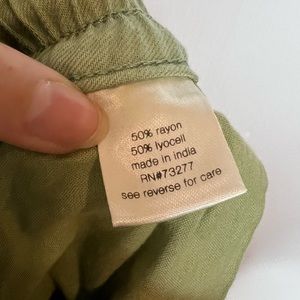 50% rayon
50% lyocell
made in india
RN#73277
see reverse for care